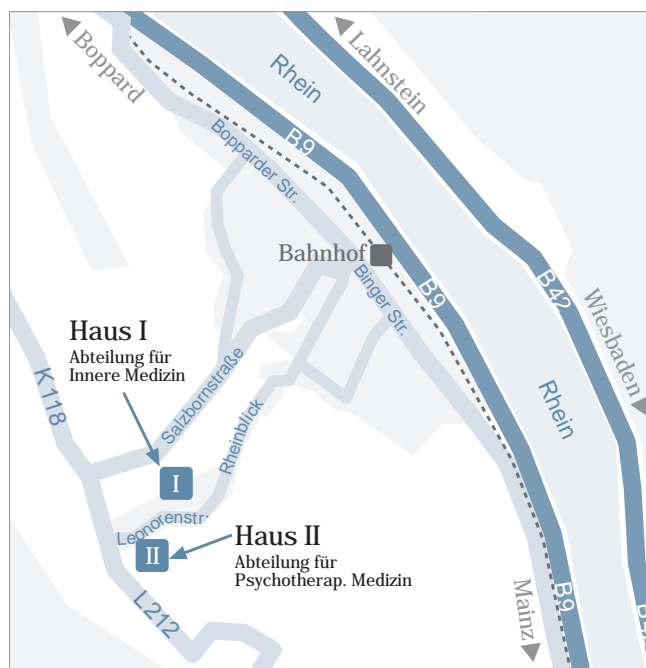 Boppard
Rhein
Lahnstein
B9
Bopparder Str.
Bahnhof
Binger Str.
B9
B42
Wiesbaden
Haus I
Abteilung für
Innere Medizin
K118
Salzbornstraße
Rheinblick
Rhein
I
Leonorenstr.
II
Haus II
Abteilung für
Psychotherap. Medizin
L212
Mainz
B9